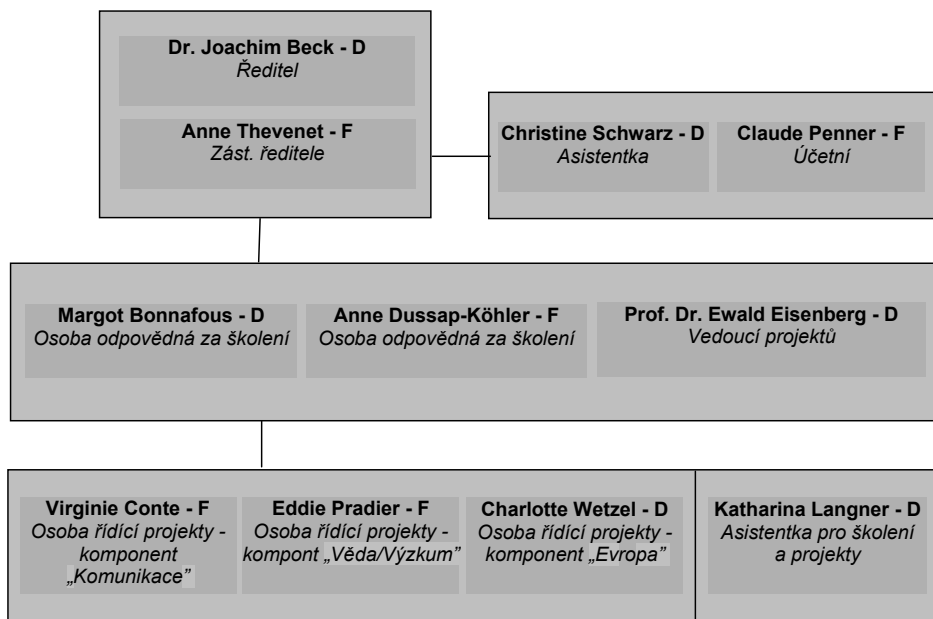 Dr. Joachim Beck - D
Ředitel
Anne Thevenet - F
Zást. ředitele
Christine Schwarz - D
Asistentka
Claude Penner - F
Účetní
Margot Bonnafous - D
Osoba odpovědná za školení
Anne Dussap-Köhler - F
Osoba odpovědná za školení
Prof. Dr. Ewald Eisenberg - D
Vedoucí projektů
Virginie Conte - F
Osoba řídící projekty -
komponent
„Komunikace”
Eddie Pradier - F
Osoba řídící projekty -
kompont „Věda/Výzkum”
Charlotte Wetzel - D
Osoba řídící projekty -
komponent „Evropa”
Katharina Langner - D
Asistentka pro školení
a projekty